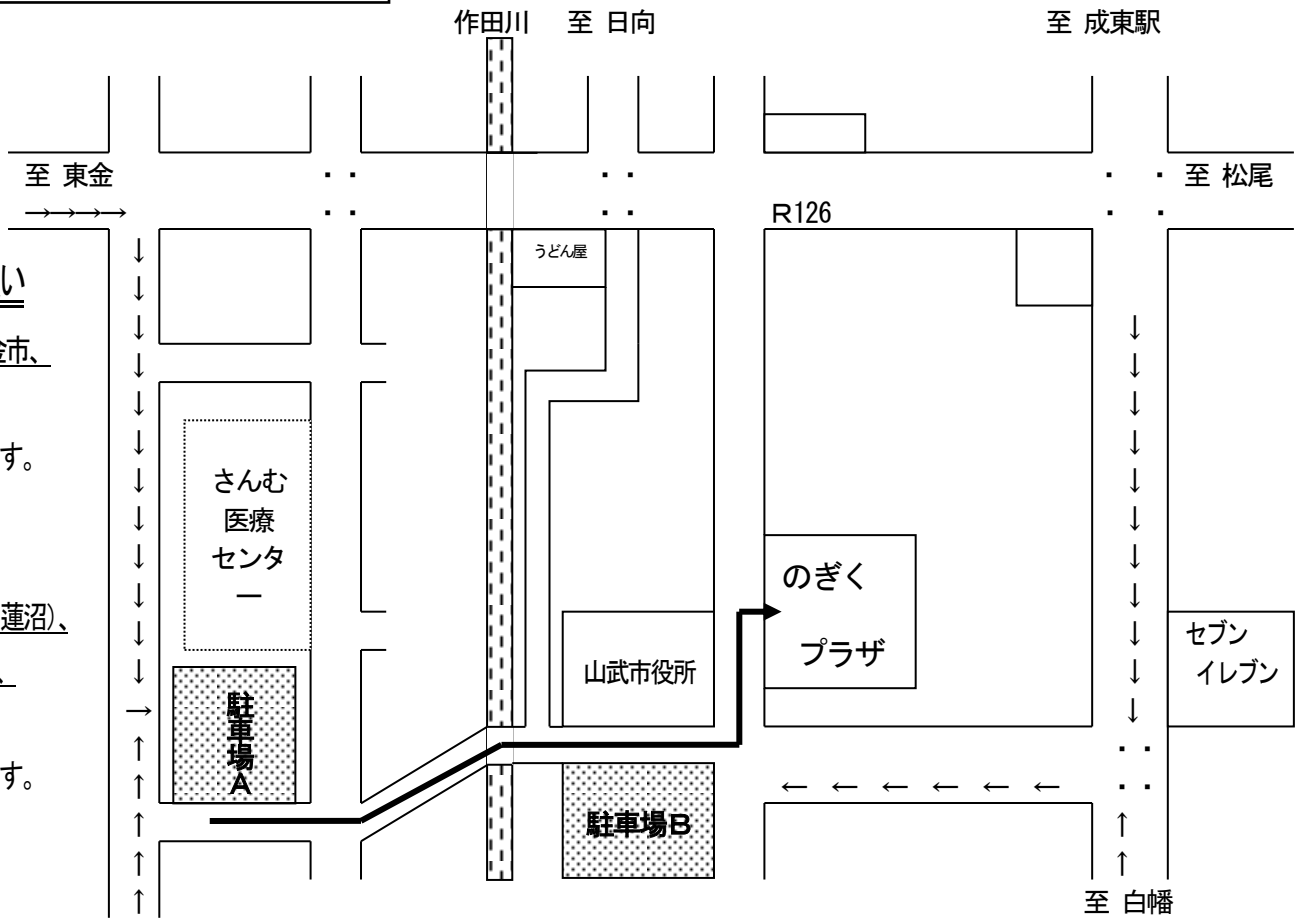 作田川 至 日向 至 成東駅
至 東金
至 松尾
→→→→
R126
うどん屋
い
金市、
す。
さんむ
医療
センタ
ー
のぎく
プラザ
蓮沼)、
、
セブン
イレブン
山武市役所
駐車場A
す。
駐車場B
至 白幡